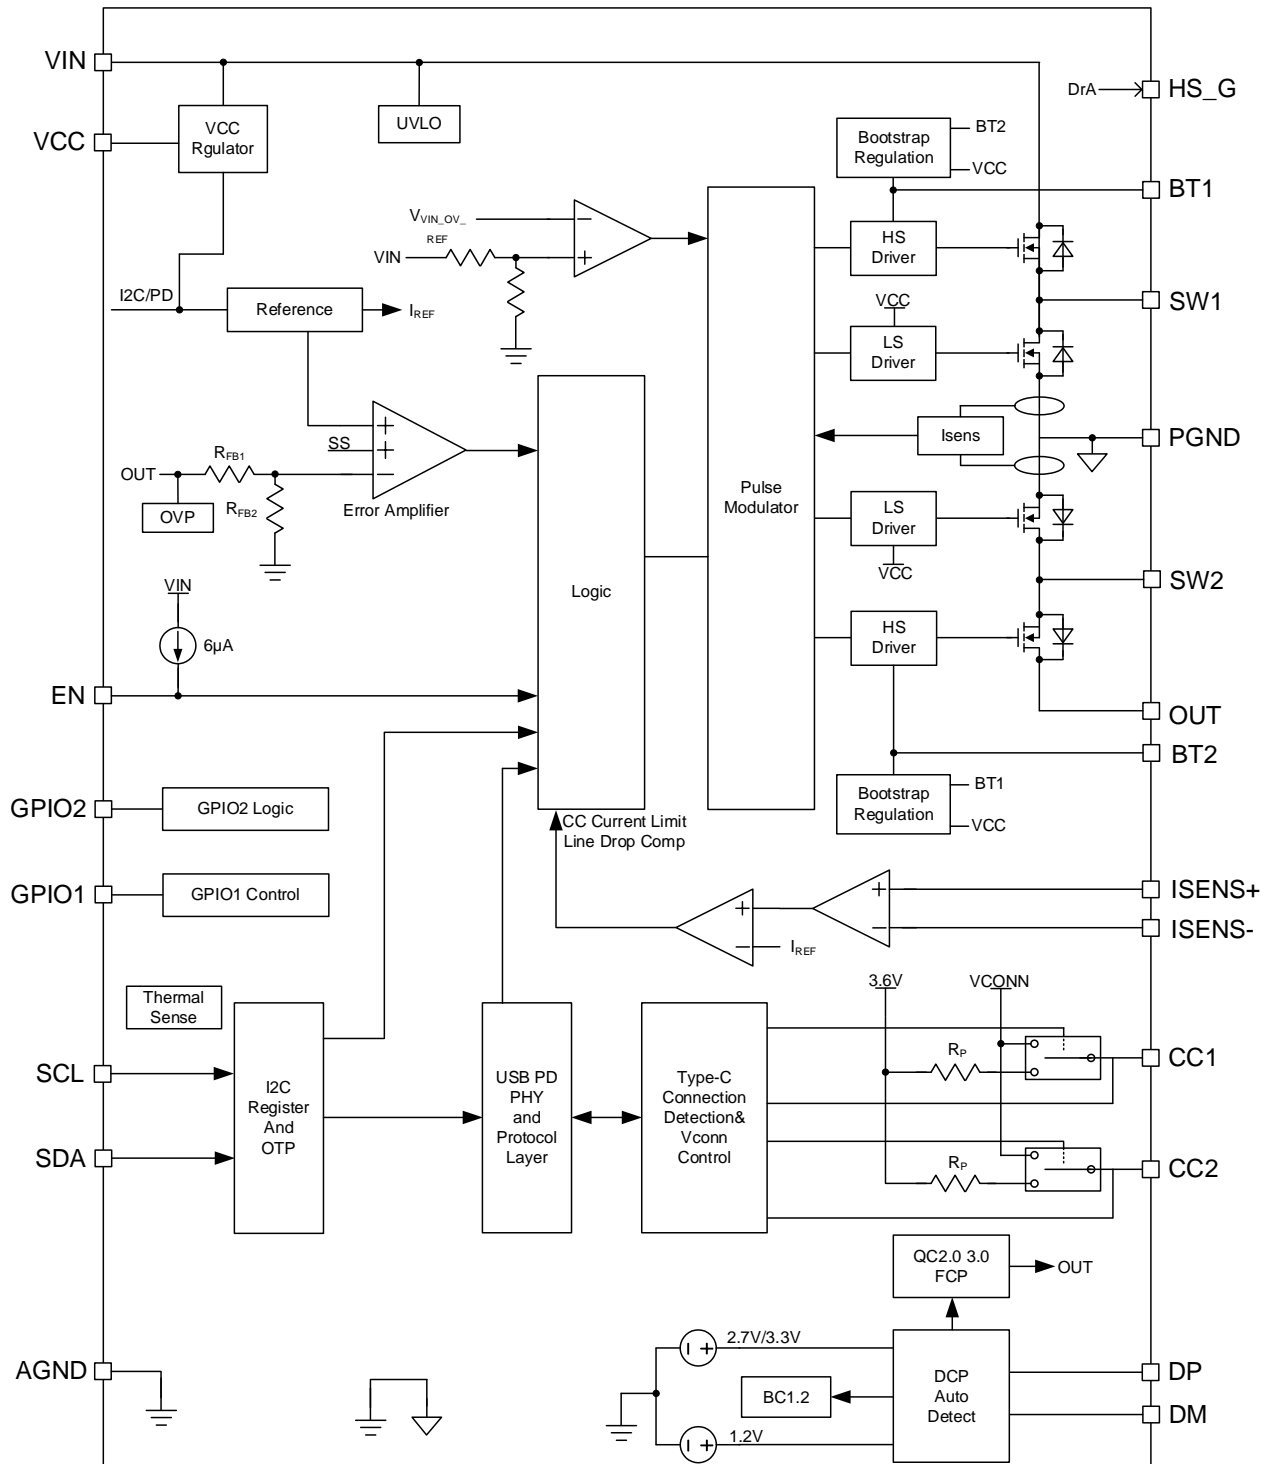 VIN
DrA
HS_G
VCC
VCC
Rgulator
UVLO
Bootstrap
Regulation
BT2
VCC
BT1
VVIN_OV_
REF
VIN
HS
Driver
I2C/PD
Reference
IREF
VCC
SW1
LS
Driver
SS
Isens
PGND
OUT
RFB1
OVP
RFB2
Error Amplifier
Pulse
Modulator
LS
Driver
VCC
VIN
Logic
SW2
6µA
HS
Driver
EN
OUT
BT2
GPIO2
GPIO2 Logic
Bootstrap
Regulation
BT1
VCC
CC Current Limit
Line Drop Comp
GPIO1
GPIO1 Control
ISENS+
ISENS-
IREF
3.6V
VCONN
Thermal
Sense
SCL
I2C
Register
And
OTP
USB PD
PHY
and
Protocol
Layer
Type-C
Connection
Detection&
Vconn
Control
RP
CC1
SDA
RP
CC2
QC2.0 3.0
FCP
OUT
2.7V/3.3V
AGND
BC1.2
DCP
Auto
Detect
DP
DM
1.2V